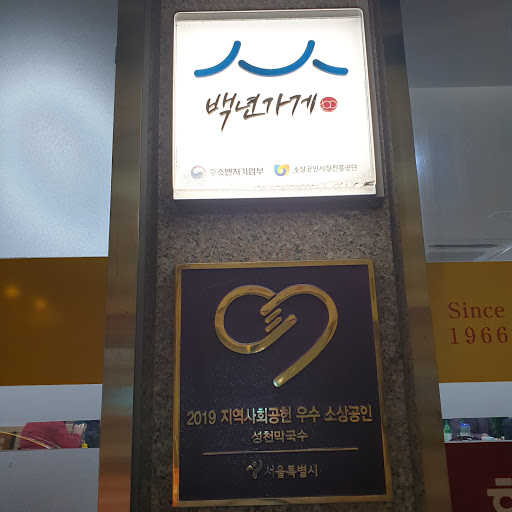 백년가게
중소벤처기업부 소상공인시장진흥공단
Since
1966
2019 지역사회공헌 우수 소상공인
성천막국수
서울특별시